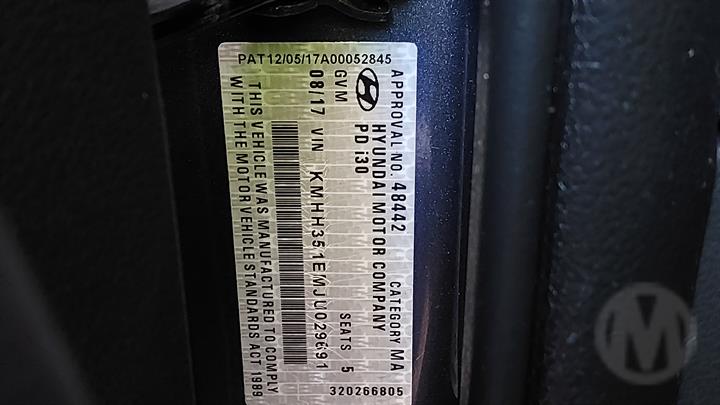 PAT12/05/17A00052845
APPROVAL NO. 48442 CATEGORY MA
HYUNDAI MOTOR COMPANY
PD i30
GVM SEATS 5
08/17 VIN KMHH351EMJU029691
THIS VEHICLE WAS MANUFACTURED TO COMPLY
WITH THE MOTOR VEHICLE STANDARDS ACT 1989
320266805
M